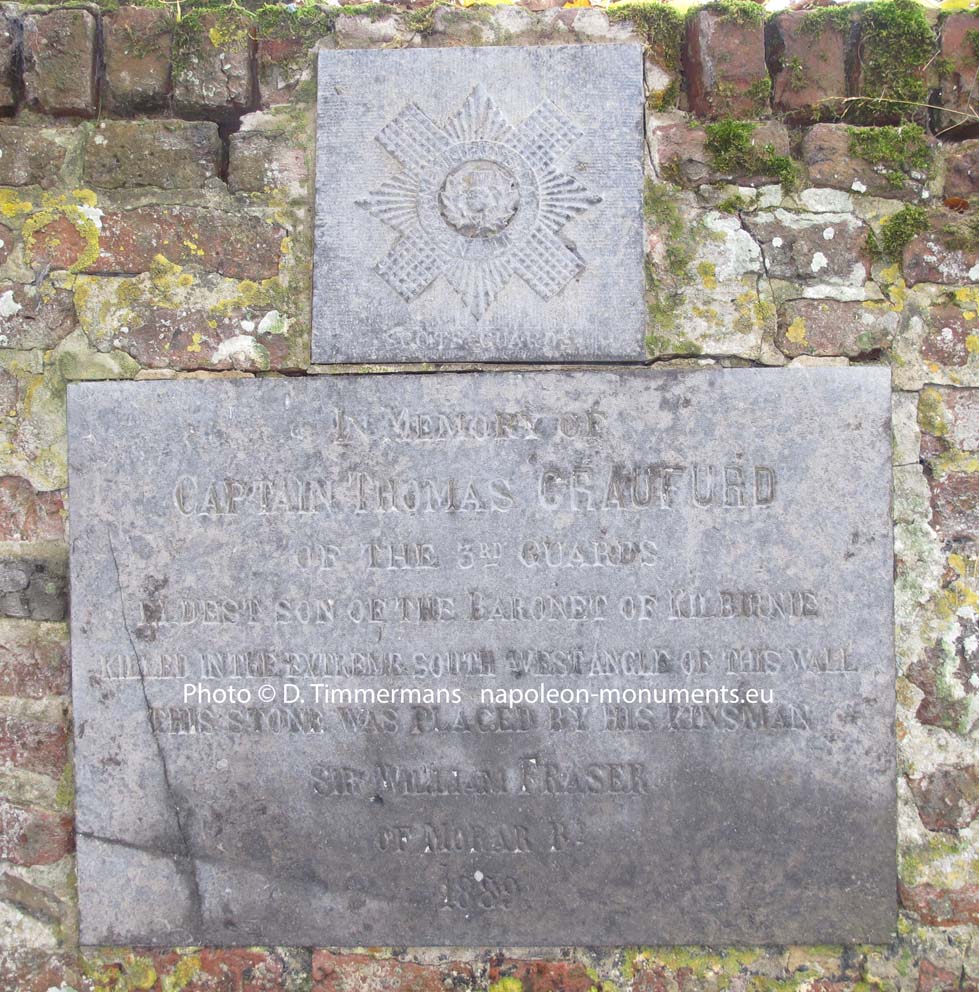 SCOTS GUARDS
IN MEMORY OF
CAPTAIN THOMAS CRAUFURD
OF THE 3RD GUARDS
ELDEST SON OF THE BARONET OF KILBIRNIE
KILLED IN THE EXTREME SOUTH WEST ANGLE OF THIS WALL
Photo © D. Timmermans napoleon-monuments.eu
THIS STONE WAS PLACED BY HIS KINSMAN
SIR WILLIAM FRASER
OF MORAR Bt
1889